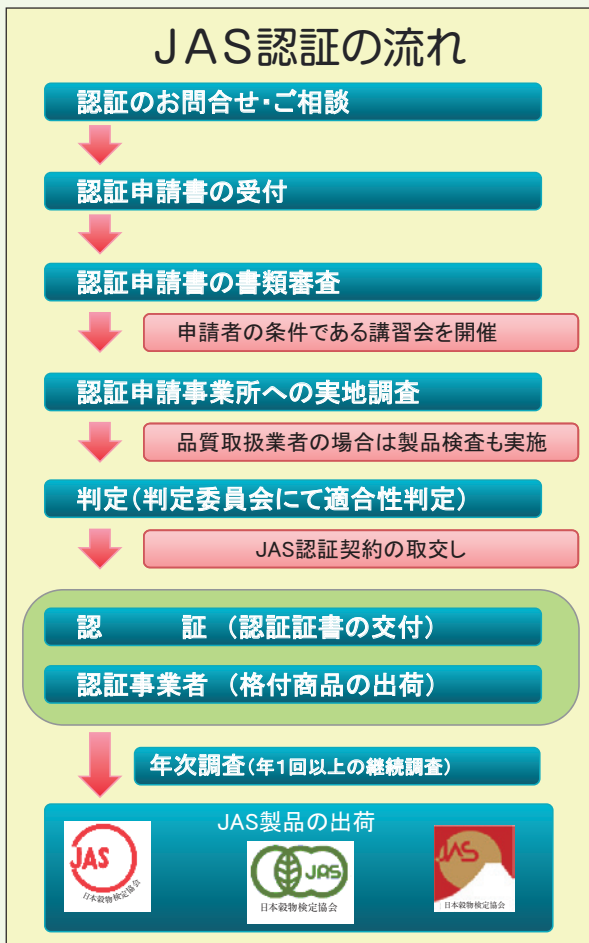 JAS認証の流れ
認証のお問合せ・ご相談
認証申請書の受付
認証申請書の書類審査
申請者の条件である講習会を開催
認証申請事業所への実地調査
品質取扱業者の場合は製品検査も実施
判定(判定委員会にて適合性判定)
JAS認証契約の取交し
認　　証 (認証証書の交付)
認証事業者 (格付商品の出荷)
年次調査(年1回以上の継続調査)
JAS製品の出荷
JAS
日本穀物検定協会
JAS
日本穀物検定協会
JAS
日本穀物検定協会